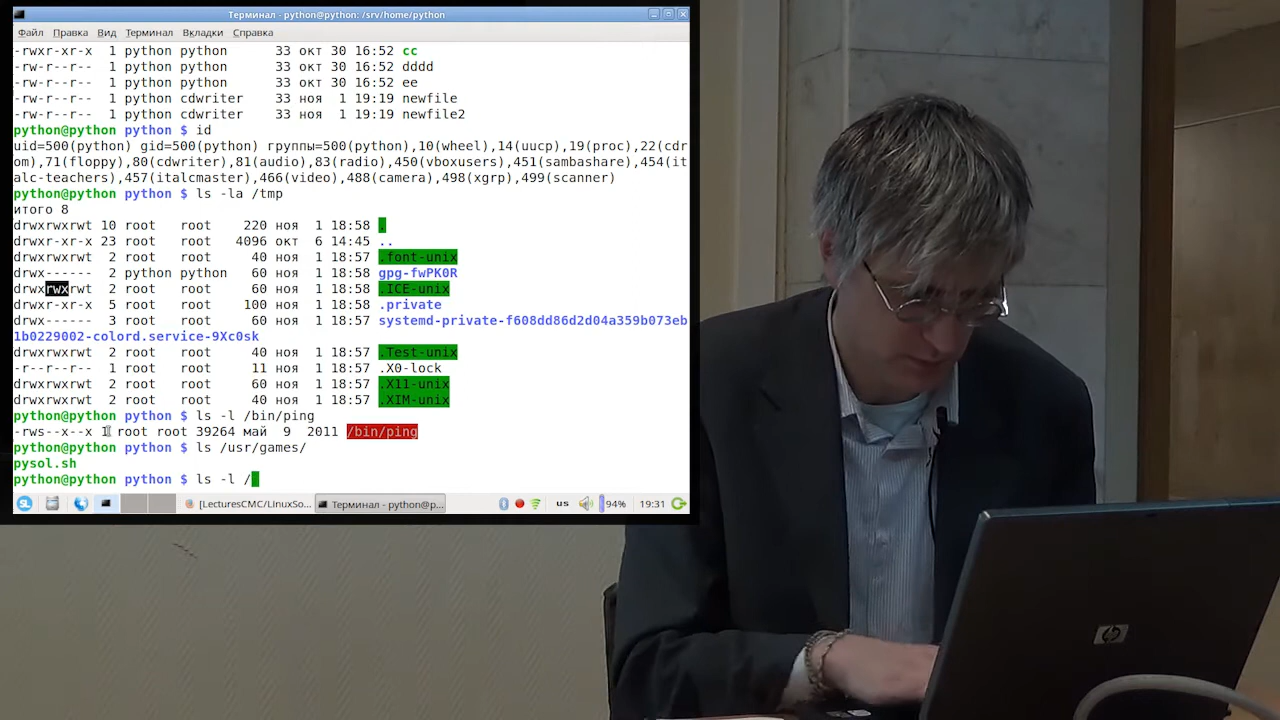 Терминал - python@python: /srv/home/python
Файл Правка Вид Терминал Вкладки Справка
-rwxr-xr-x 1 python python 33 окт 30 16:52 cc
-rw-r--r-- 1 python python 33 окт 30 16:52 dddd
-rw-r--r-- 1 python python 33 окт 30 16:52 ee
-rw-r--r-- 1 python cdwriter 33 ноя 1 19:19 newfile
-rw-r--r-- 1 python cdwriter 33 ноя 1 19:19 newfile2
python@python python $ id
uid=500(python) gid=500(python) группы=500(python),10(wheel),14(uucp),19(proc),22(cdr
om),71(floppy),80(cdwriter),81(audio),83(radio),450(vboxusers),451(sambashare),454(it
alc-teachers),457(italcmaster),466(video),488(camera),498(xgrp),499(scanner)
python@python python $ ls -la /tmp
итого 8
drwxrwxrwt 10 root root 220 ноя 1 18:58 .
drwxr-xr-x 23 root root 4096 окт 6 14:45 ..
drwxrwxrwt 2 root root 40 ноя 1 18:57 .font-unix
drwx------ 2 python python 60 ноя 1 18:58 gpg-fwPK0R
drwxrwxrwt 2 root root 60 ноя 1 18:58 .ICE-unix
drwxr-xr-x 5 root root 100 ноя 1 18:58 .private
drwx------ 3 root root 60 ноя 1 18:57 systemd-private-f608dd86d2d04a359b073eb
1b0229002-colord.service-9Xc0sk
drwxrwxrwt 2 root root 40 ноя 1 18:57 .Test-unix
-r--r--r-- 1 root root 11 ноя 1 18:58 .X0-lock
drwxrwxrwt 2 root root 60 ноя 1 18:57 .X11-unix
drwxrwxrwt 2 root root 40 ноя 1 18:57 .XIM-unix
python@python python $ ls -l /bin/ping
-rws--x--x 1 root root 39264 май 9 2011 /bin/ping
python@python python $ ls /usr/games/
pysol.sh
python@python python $ ls -l /
[LecturesCMC/LinuxSo... Терминал - python@p... us 94% 19:31
hp